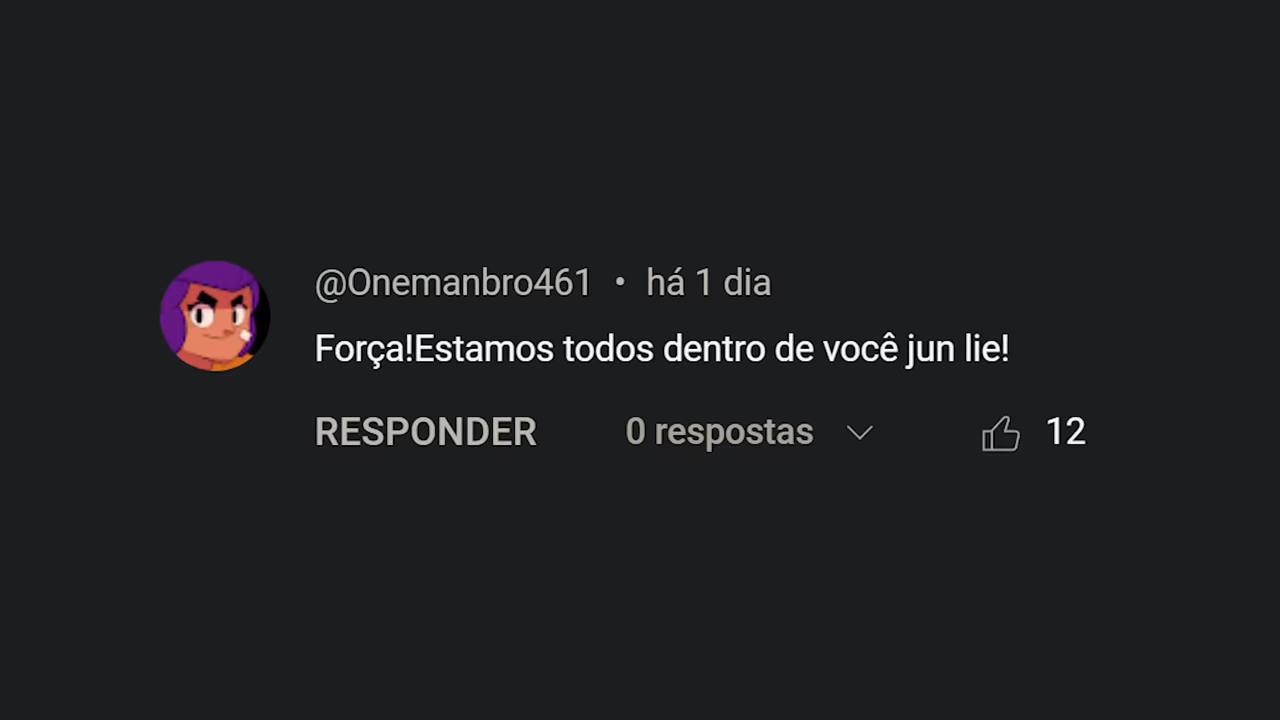 @Onemanbro461 • há 1 dia
Força!Estamos todos dentro de você jun lie!
RESPONDER 0 respostas 12